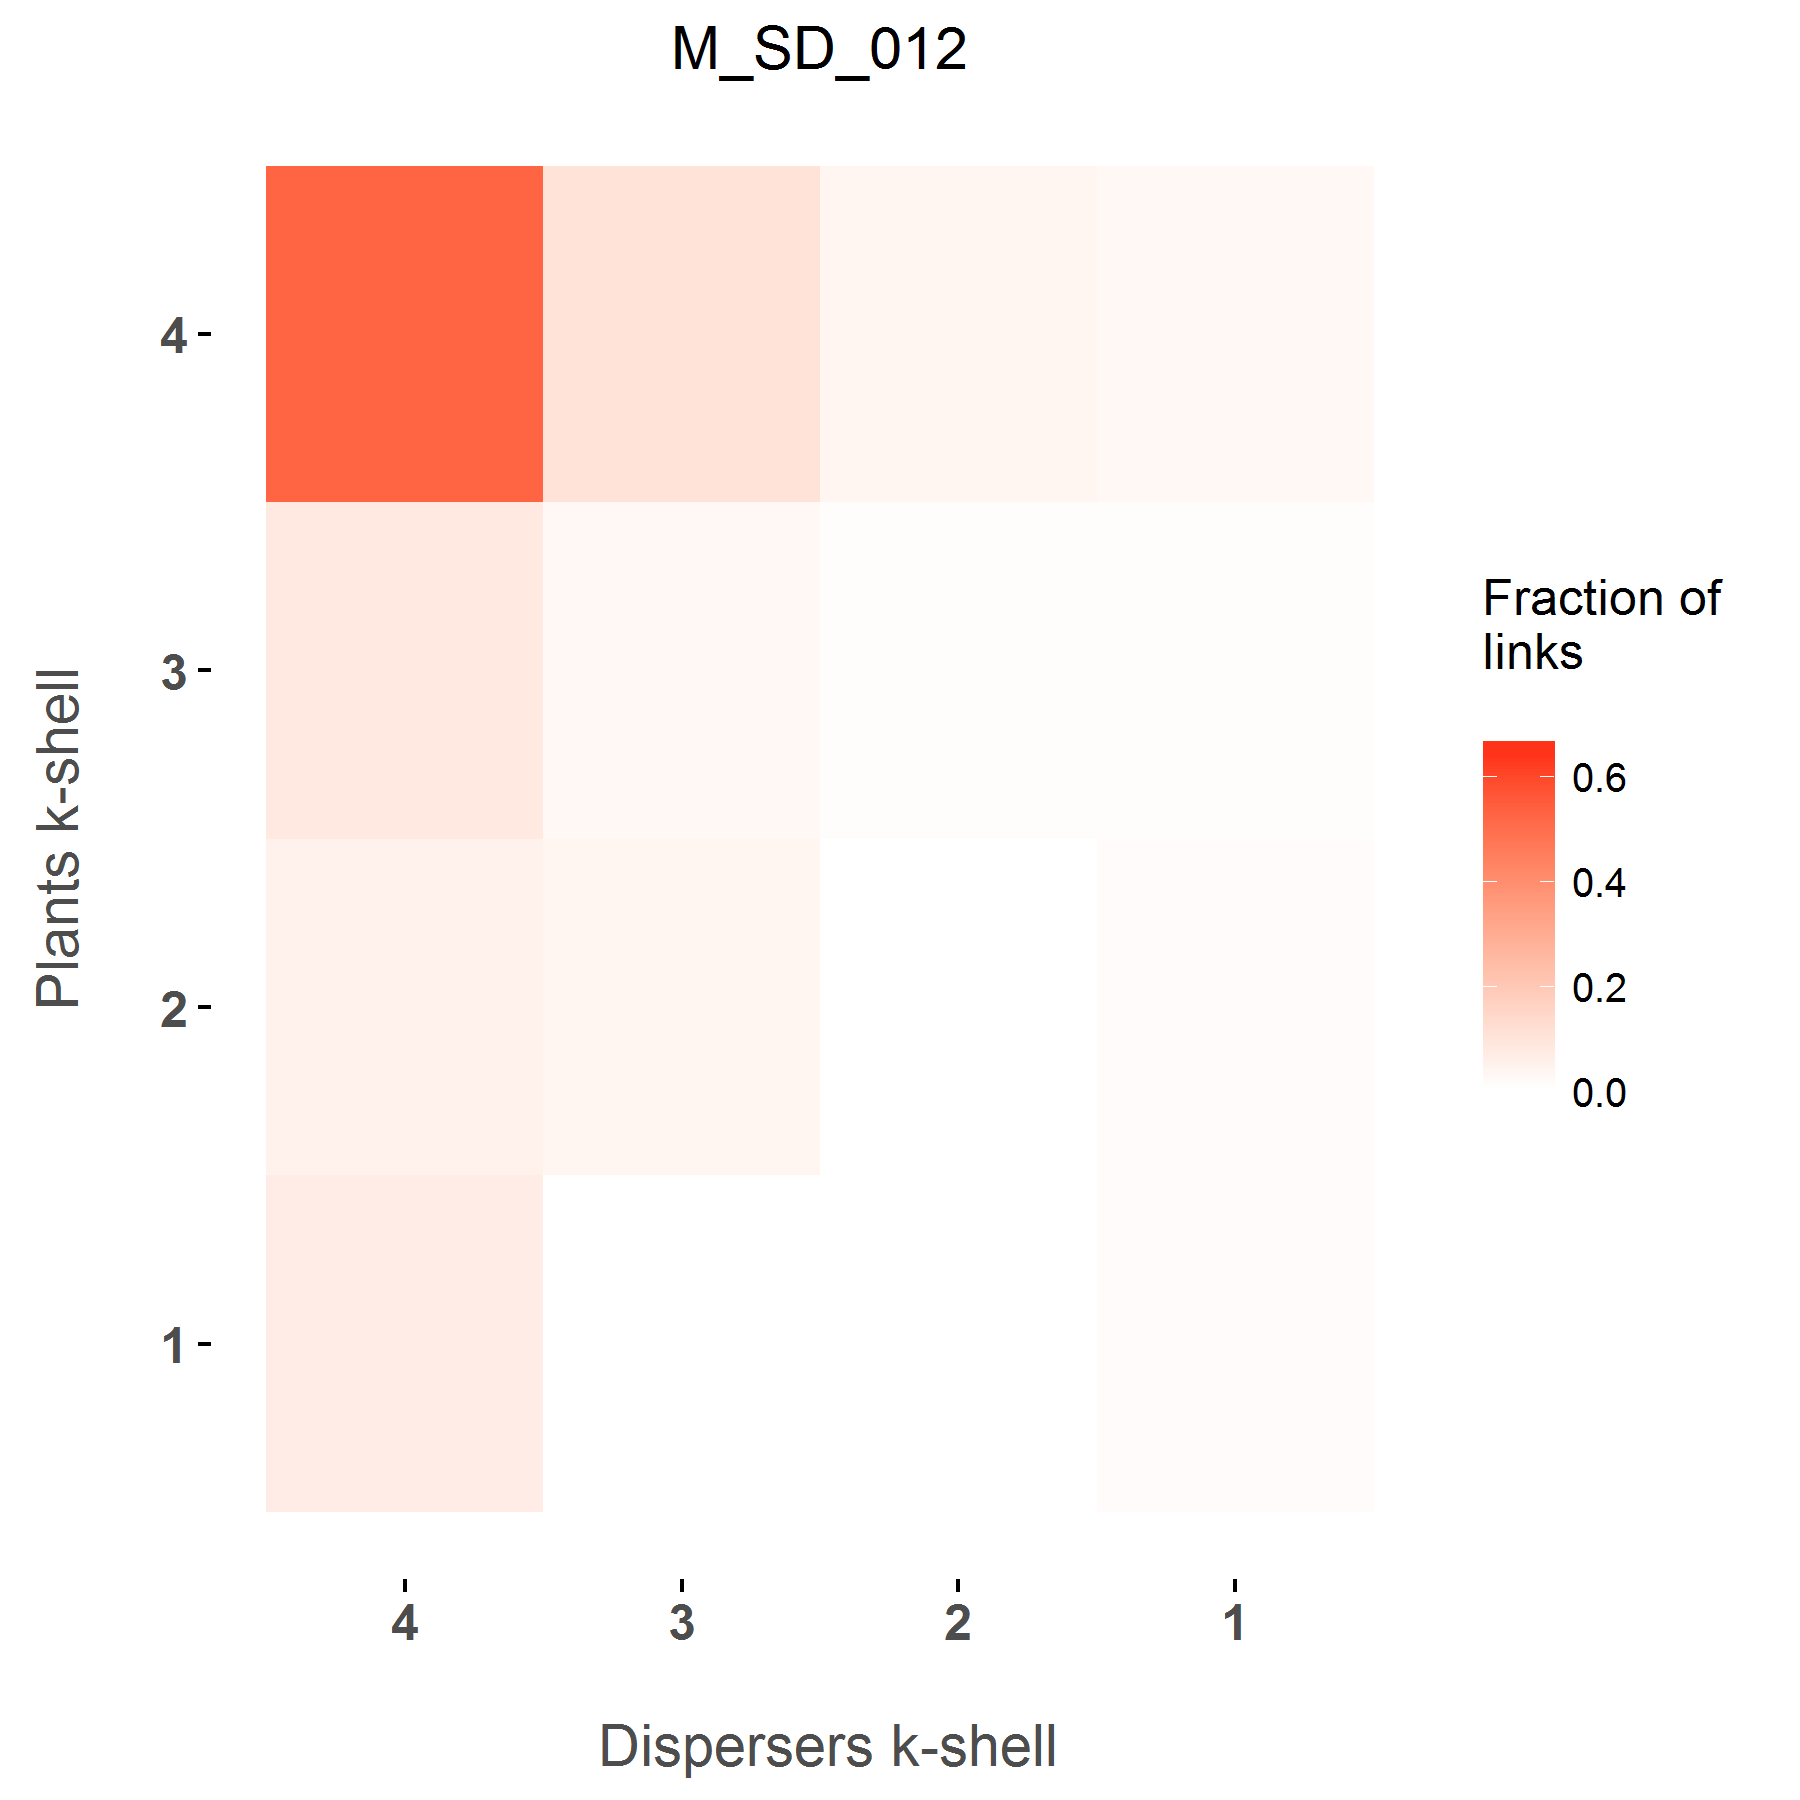 M_SD_012
Plants k-shell
4
3
2
1
4 3 2 1
Dispersers k-shell
Fraction of
links
0.6
0.4
0.2
0.0